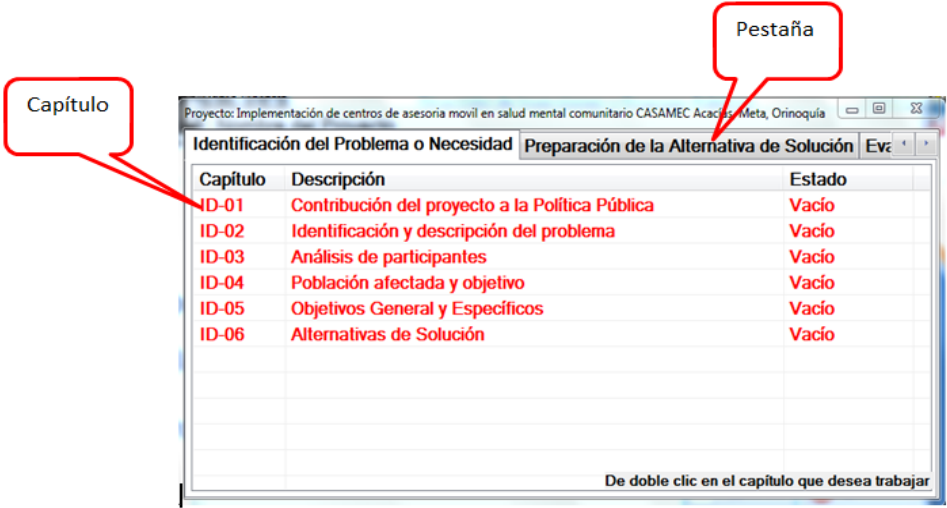 Pestaña
Capítulo
Proyecto: Implementación de centros de asesoria movil en salud mental comunitario CASAMEC Acacías, Meta, Orinoquía
Identificación del Problema o Necesidad Preparación de la Alternativa de Solución Eva
Capítulo Descripción Estado
ID-01 Contribución del proyecto a la Política Pública Vacío
ID-02 Identificación y descripción del problema Vacío
ID-03 Análisis de participantes Vacío
ID-04 Población afectada y objetivo Vacío
ID-05 Objetivos General y Específicos Vacío
ID-06 Alternativas de Solución Vacío
De doble clic en el capítulo que desea trabajar